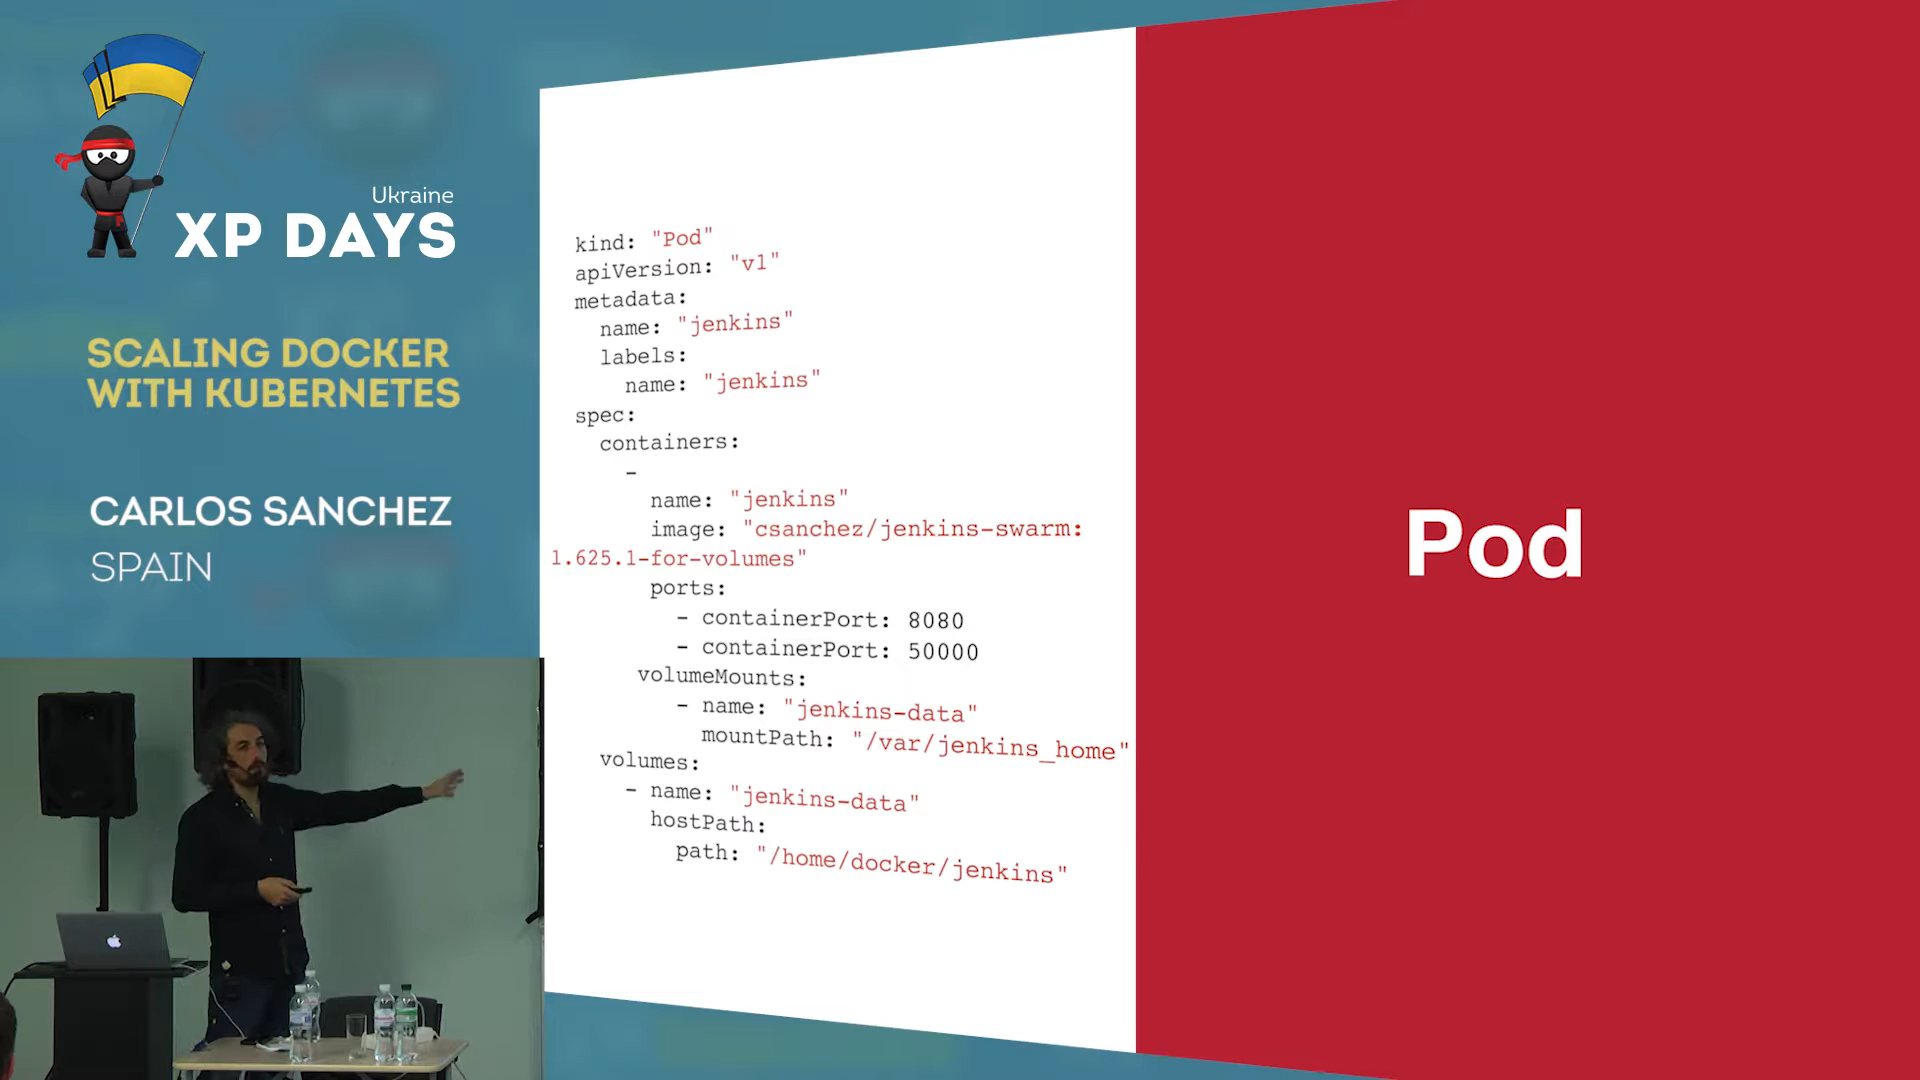 Ukraine
XP DAYS
SCALING DOCKER
WITH KUBERNETES
CARLOS SANCHEZ
SPAIN
kind: "Pod"
apiVersion: "v1"
metadata:
  name: "jenkins"
  labels:
    name: "jenkins"
spec:
  containers:
    -
      name: "jenkins"
      image: "csanchez/jenkins-swarm:
1.625.1-for-volumes"
      ports:
        - containerPort: 8080
        - containerPort: 50000
     volumeMounts:
        - name: "jenkins-data"
          mountPath: "/var/jenkins_home"
  volumes:
    - name: "jenkins-data"
      hostPath:
        path: "/home/docker/jenkins"
Pod